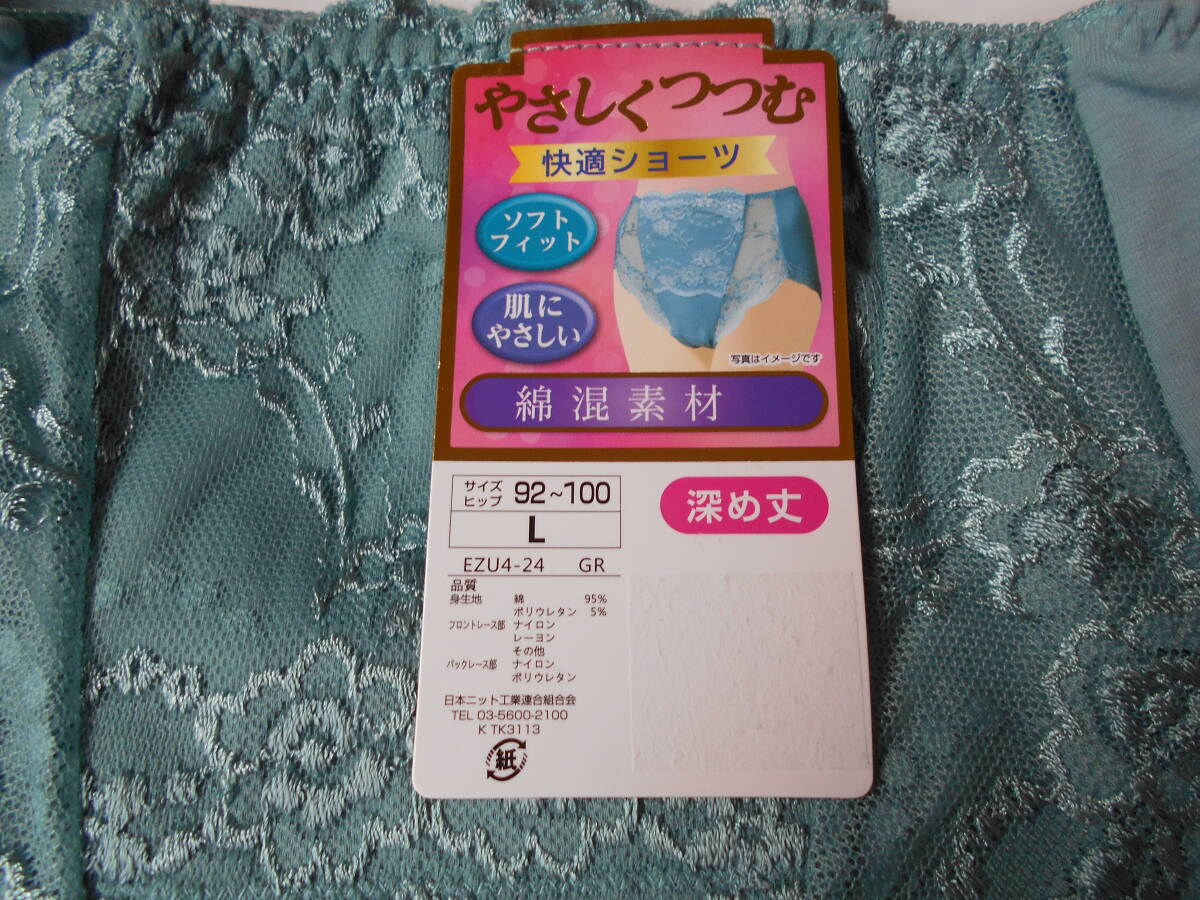 やさしくつつむ
快適ショーツ
ソフト
フィット
肌に
やさしい
写真はイメージです
綿混素材
サイズ
ヒップ 92~100
L
深め丈
EZU4-24 GR
品質
身生地 綿 95%
ポリウレタン 5%
フロントレース部 ナイロン
レーヨン
その他
バックレース部 ナイロン
ポリウレタン
日本ニット工業連合組合会
TEL 03-5600-2100
K TK3113
紙